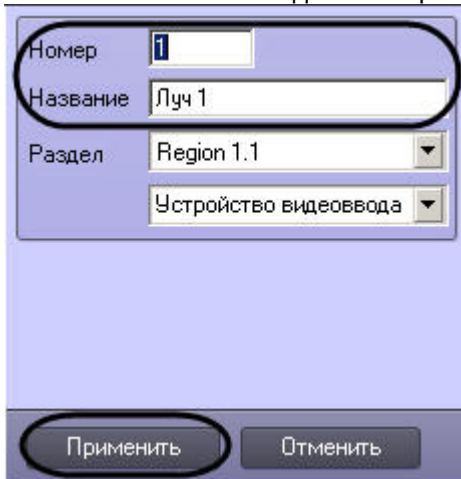 Номер 1
Название Луч 1
Раздел Region 1.1
Устройство видеоввода
Применить Отменить